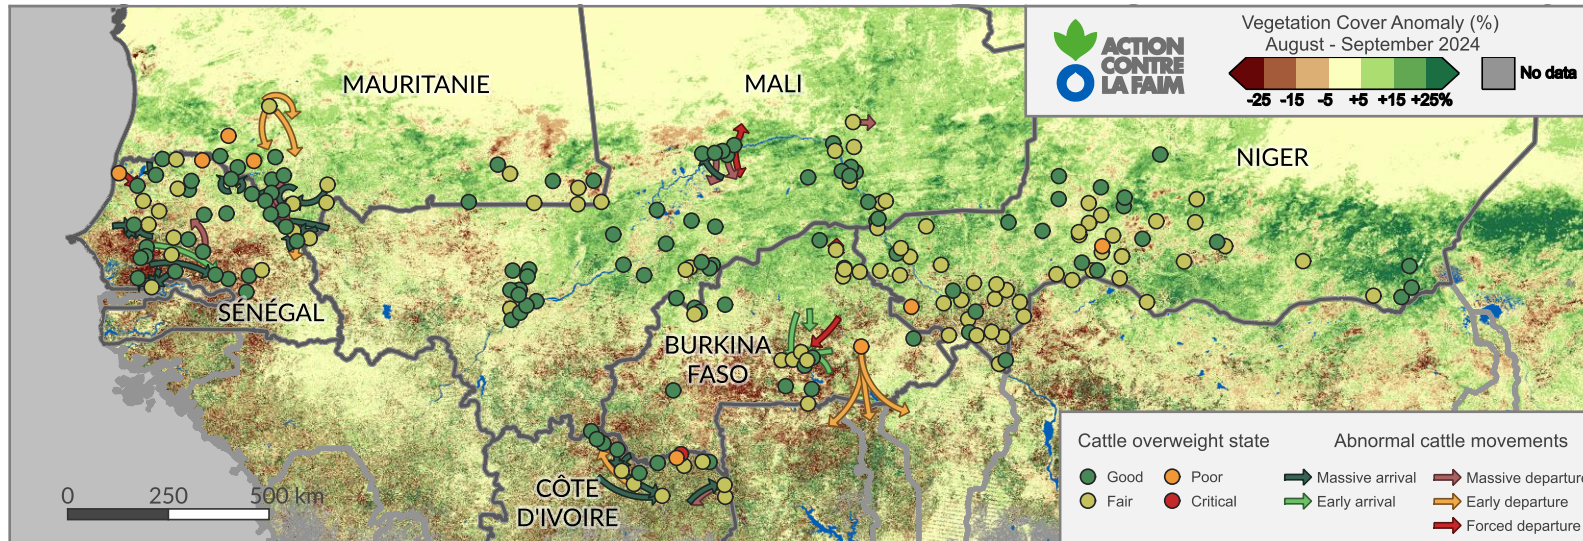 Vegetation Cover Anomaly (%)
August - September 2024
ACTION
CONTRE
LA FAIM
-25 -15 -5 +5 +15 +25%
No data
MAURITANIE
MALI
NIGER
SÉNÉGAL
BURKINA
FASO
CÔTE
D'IVOIRE
0 250 500 km
Cattle overweight state
Good
Fair
Poor
Critical
Abnormal cattle movements
Massive arrival
Early arrival
Massive departure
Early departure
Forced departure